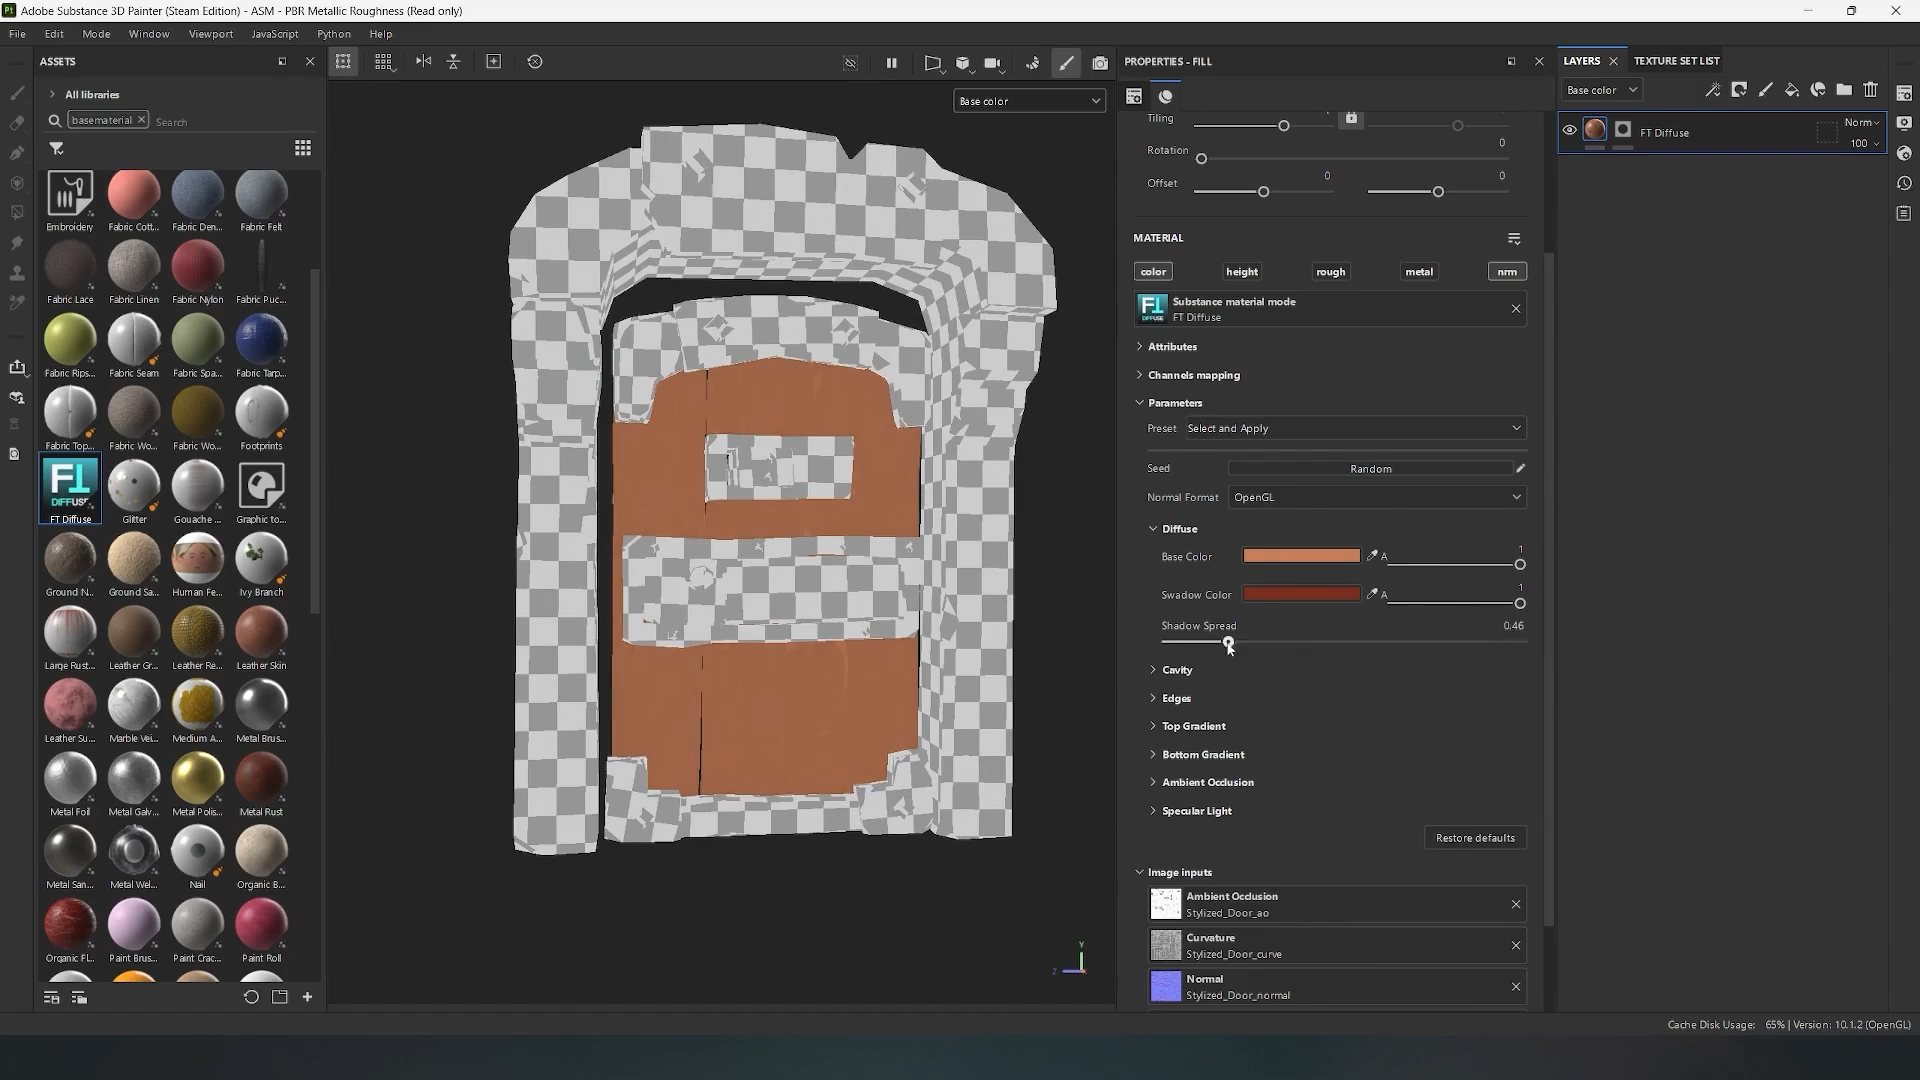 Pt Adobe Substance 3D Painter (Steam Edition) - ASM - PBR Metallic Roughness (Read only)
File Edit Mode Window Viewport JavaScript Python Help
ASSETS
All libraries
basematerial Search
Embroidery Fabric Cott... Fabric Den... Fabric Felt
Fabric Lace Fabric Linen Fabric Nylon Fabric Puc...
Fabric Rips... Fabric Seam Fabric Spa... Fabric Tarp...
Fabric Top... Fabric Wo... Fabric Wo... Footprints
FT DIFFUSE
FT Diffuse Glitter Gouache ... Graphic to...
Ground N... Ground Sa... Human Fe... Ivy Branch
Large Rust... Leather Gr... Leather Re... Leather Skin
Leather Su... Marble Vei... Medium A... Metal Brus...
Metal Foil Metal Galv... Metal Polis... Metal Rust
Metal San... Metal Wel... Nail Organic B...
Organic Fl... Paint Brus... Paint Crac... Paint Roll
Base color
Y
Z
PROPERTIES - FILL
Tiling
Rotation 0
Offset 0 0
MATERIAL
color height rough metal nrm
FT DIFFUSE
Substance material mode
FT Diffuse
Attributes
Channels mapping
Parameters
Preset Select and Apply
Seed Random
Normal Format OpenGL
Diffuse
Base Color A 1
Swadow Color A 1
Shadow Spread 0.46
Cavity
Edges
Top Gradient
Bottom Gradient
Ambient Occlusion
Specular Light
Restore defaults
Image inputs
Ambient Occlusion
Stylized_Door_ao
Curvature
Stylized_Door_curve
Normal
Stylized_Door_normal
LAYERS TEXTURE SET LIST
Base color
FT Diffuse Norm
100
Cache Disk Usage: 65% | Version: 10.1.2 (OpenGL)